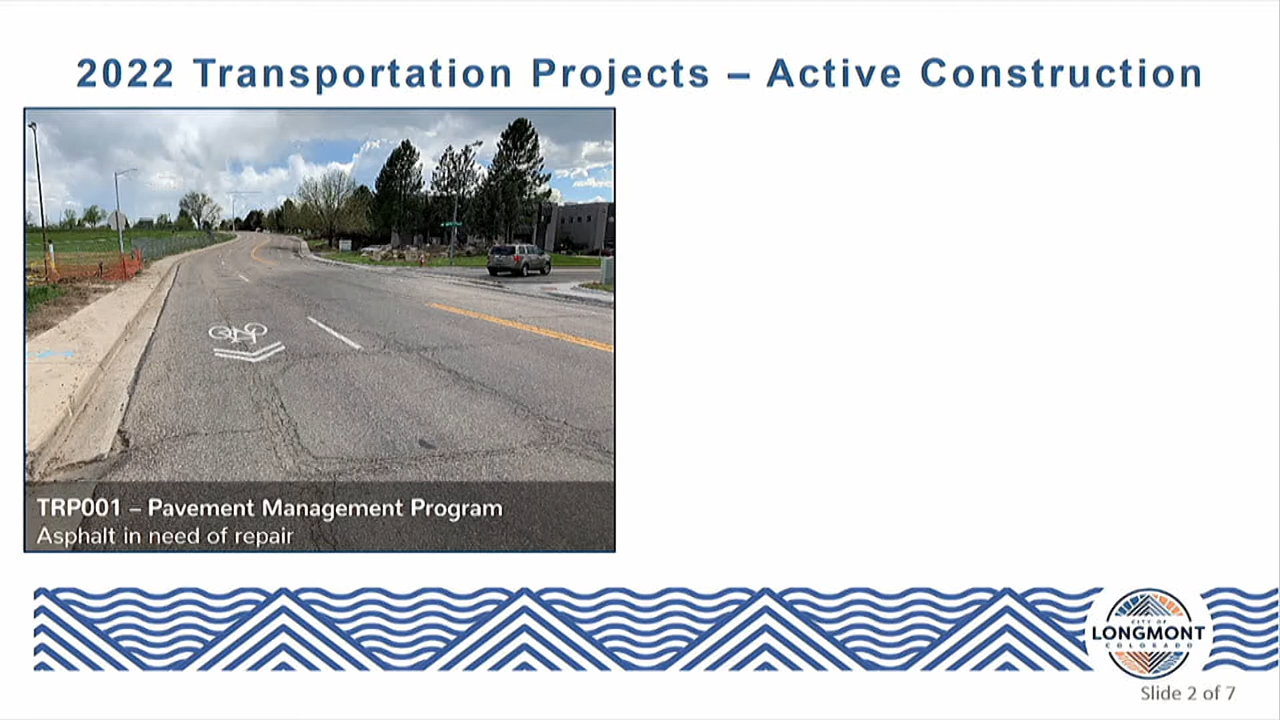 2022 Transportation Projects – Active Construction
TRP001 – Pavement Management Program
Asphalt in need of repair
CITY OF
LONGMONT
COLORADO
Slide 2 of 7